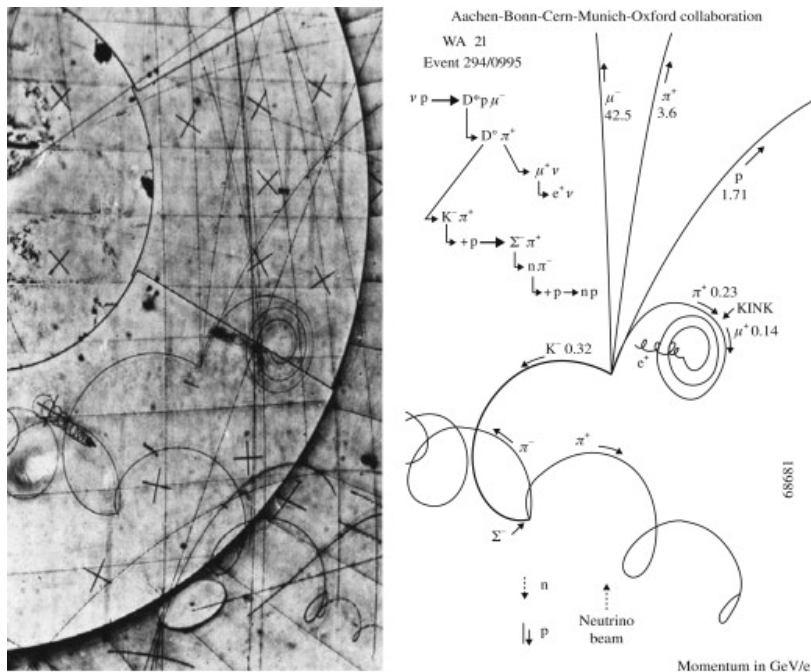 Aachen-Bonn-Cern-Munich-Oxford collaboration
WA 21
Event 294/0995
ν p → D*p μ⁻
D° π⁺
μ⁺ ν
e⁺ ν
K⁻ π⁺
+ p → Σ⁻ π⁺
n π⁻
+ p → n p
μ⁻
42.5
π⁺
3.6
p
1.71
π⁺ 0.23
KINK
μ⁺ 0.14
e⁺
K⁻ 0.32
π⁻
π⁺
Σ⁻
68681
n
p
Neutrino
beam
Momentum in GeV/c